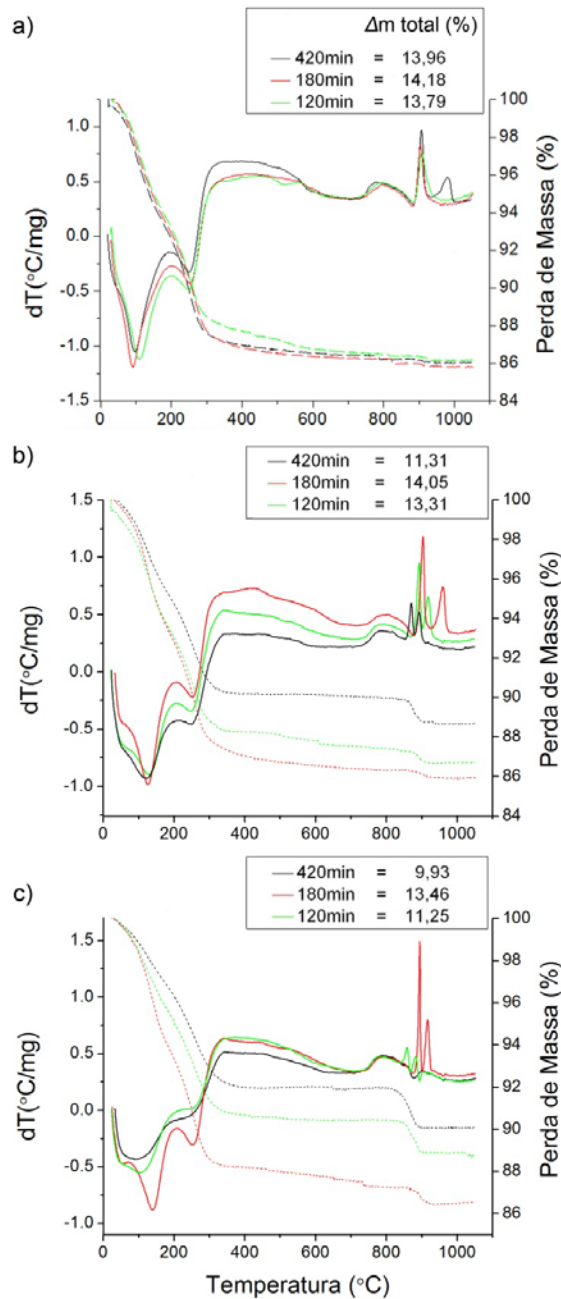 a)
Δm total (%)
420min = 13,96
180min = 14,18
120min = 13,79
1.0
0.5
0.0
-0.5
-1.0
-1.5
dT(°C/mg)
100
98
96
94
92
90
88
86
84
Perda de Massa (%)
0 200 400 600 800 1000
b)
420min = 11,31
180min = 14,05
120min = 13,31
1.5
1.0
0.5
0.0
-0.5
-1.0
dT(°C/mg)
100
98
96
94
92
90
88
86
84
Perda de Massa (%)
0 200 400 600 800 1000
c)
420min = 9,93
180min = 13,46
120min = 11,25
1.5
1.0
0.5
0.0
-0.5
-1.0
dT(°C/mg)
100
98
96
94
92
90
88
86
Perda de Massa (%)
0 200 400 600 800 1000
Temperatura (°C)